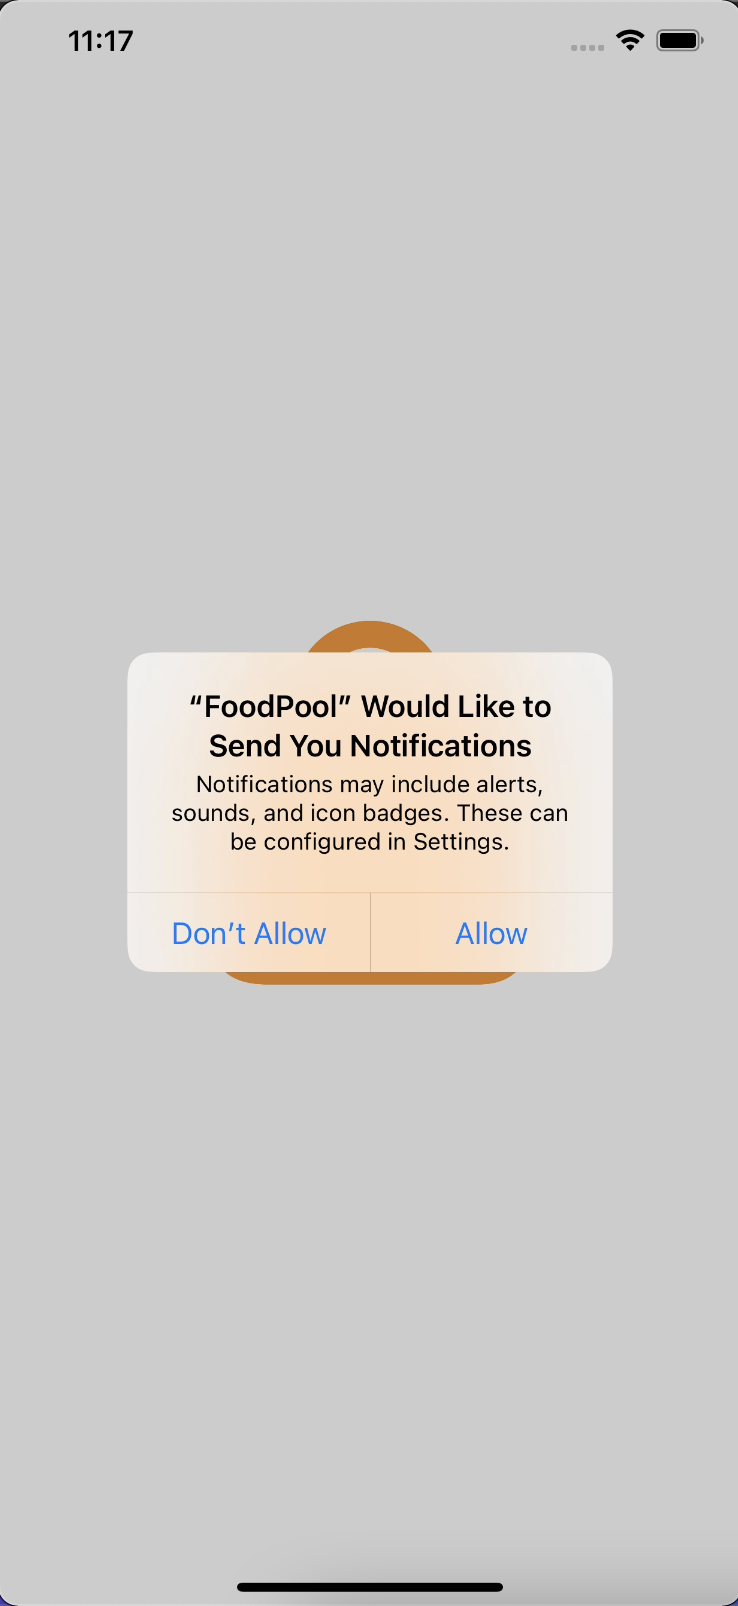 11:17
“FoodPool” Would Like to
Send You Notifications
Notifications may include alerts,
sounds, and icon badges. These can
be configured in Settings.
Don’t Allow
Allow